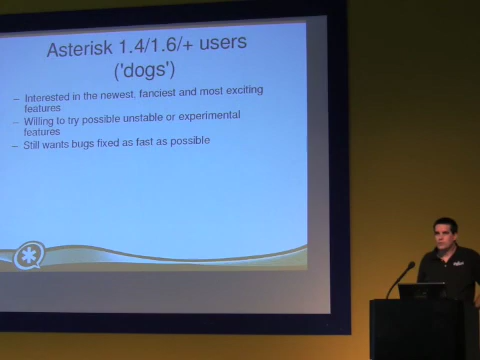 Asterisk 1.4/1.6/+ users
('dogs')
– Interested in the newest, fanciest and most exciting
features
– Willing to try possible unstable or experimental
features
– Still wants bugs fixed as fast as possible